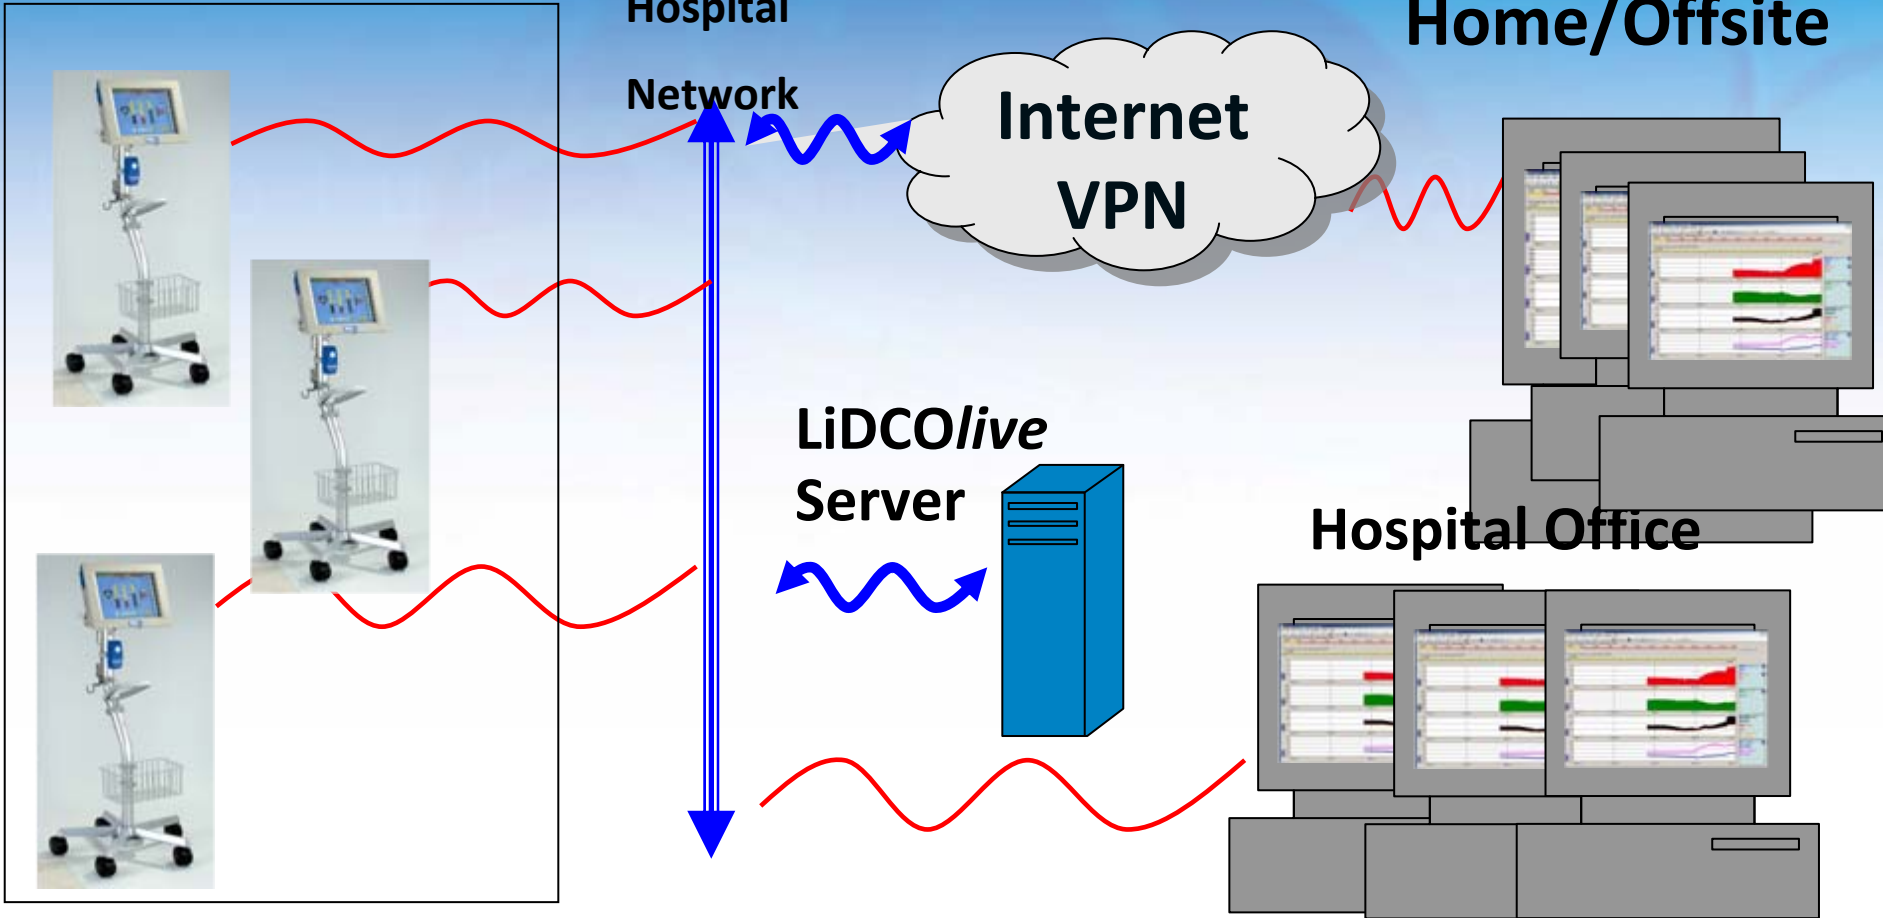 Hospital
Network
Home/Offsite
Internet
VPN
LiDCOlive
Server
Hospital Office